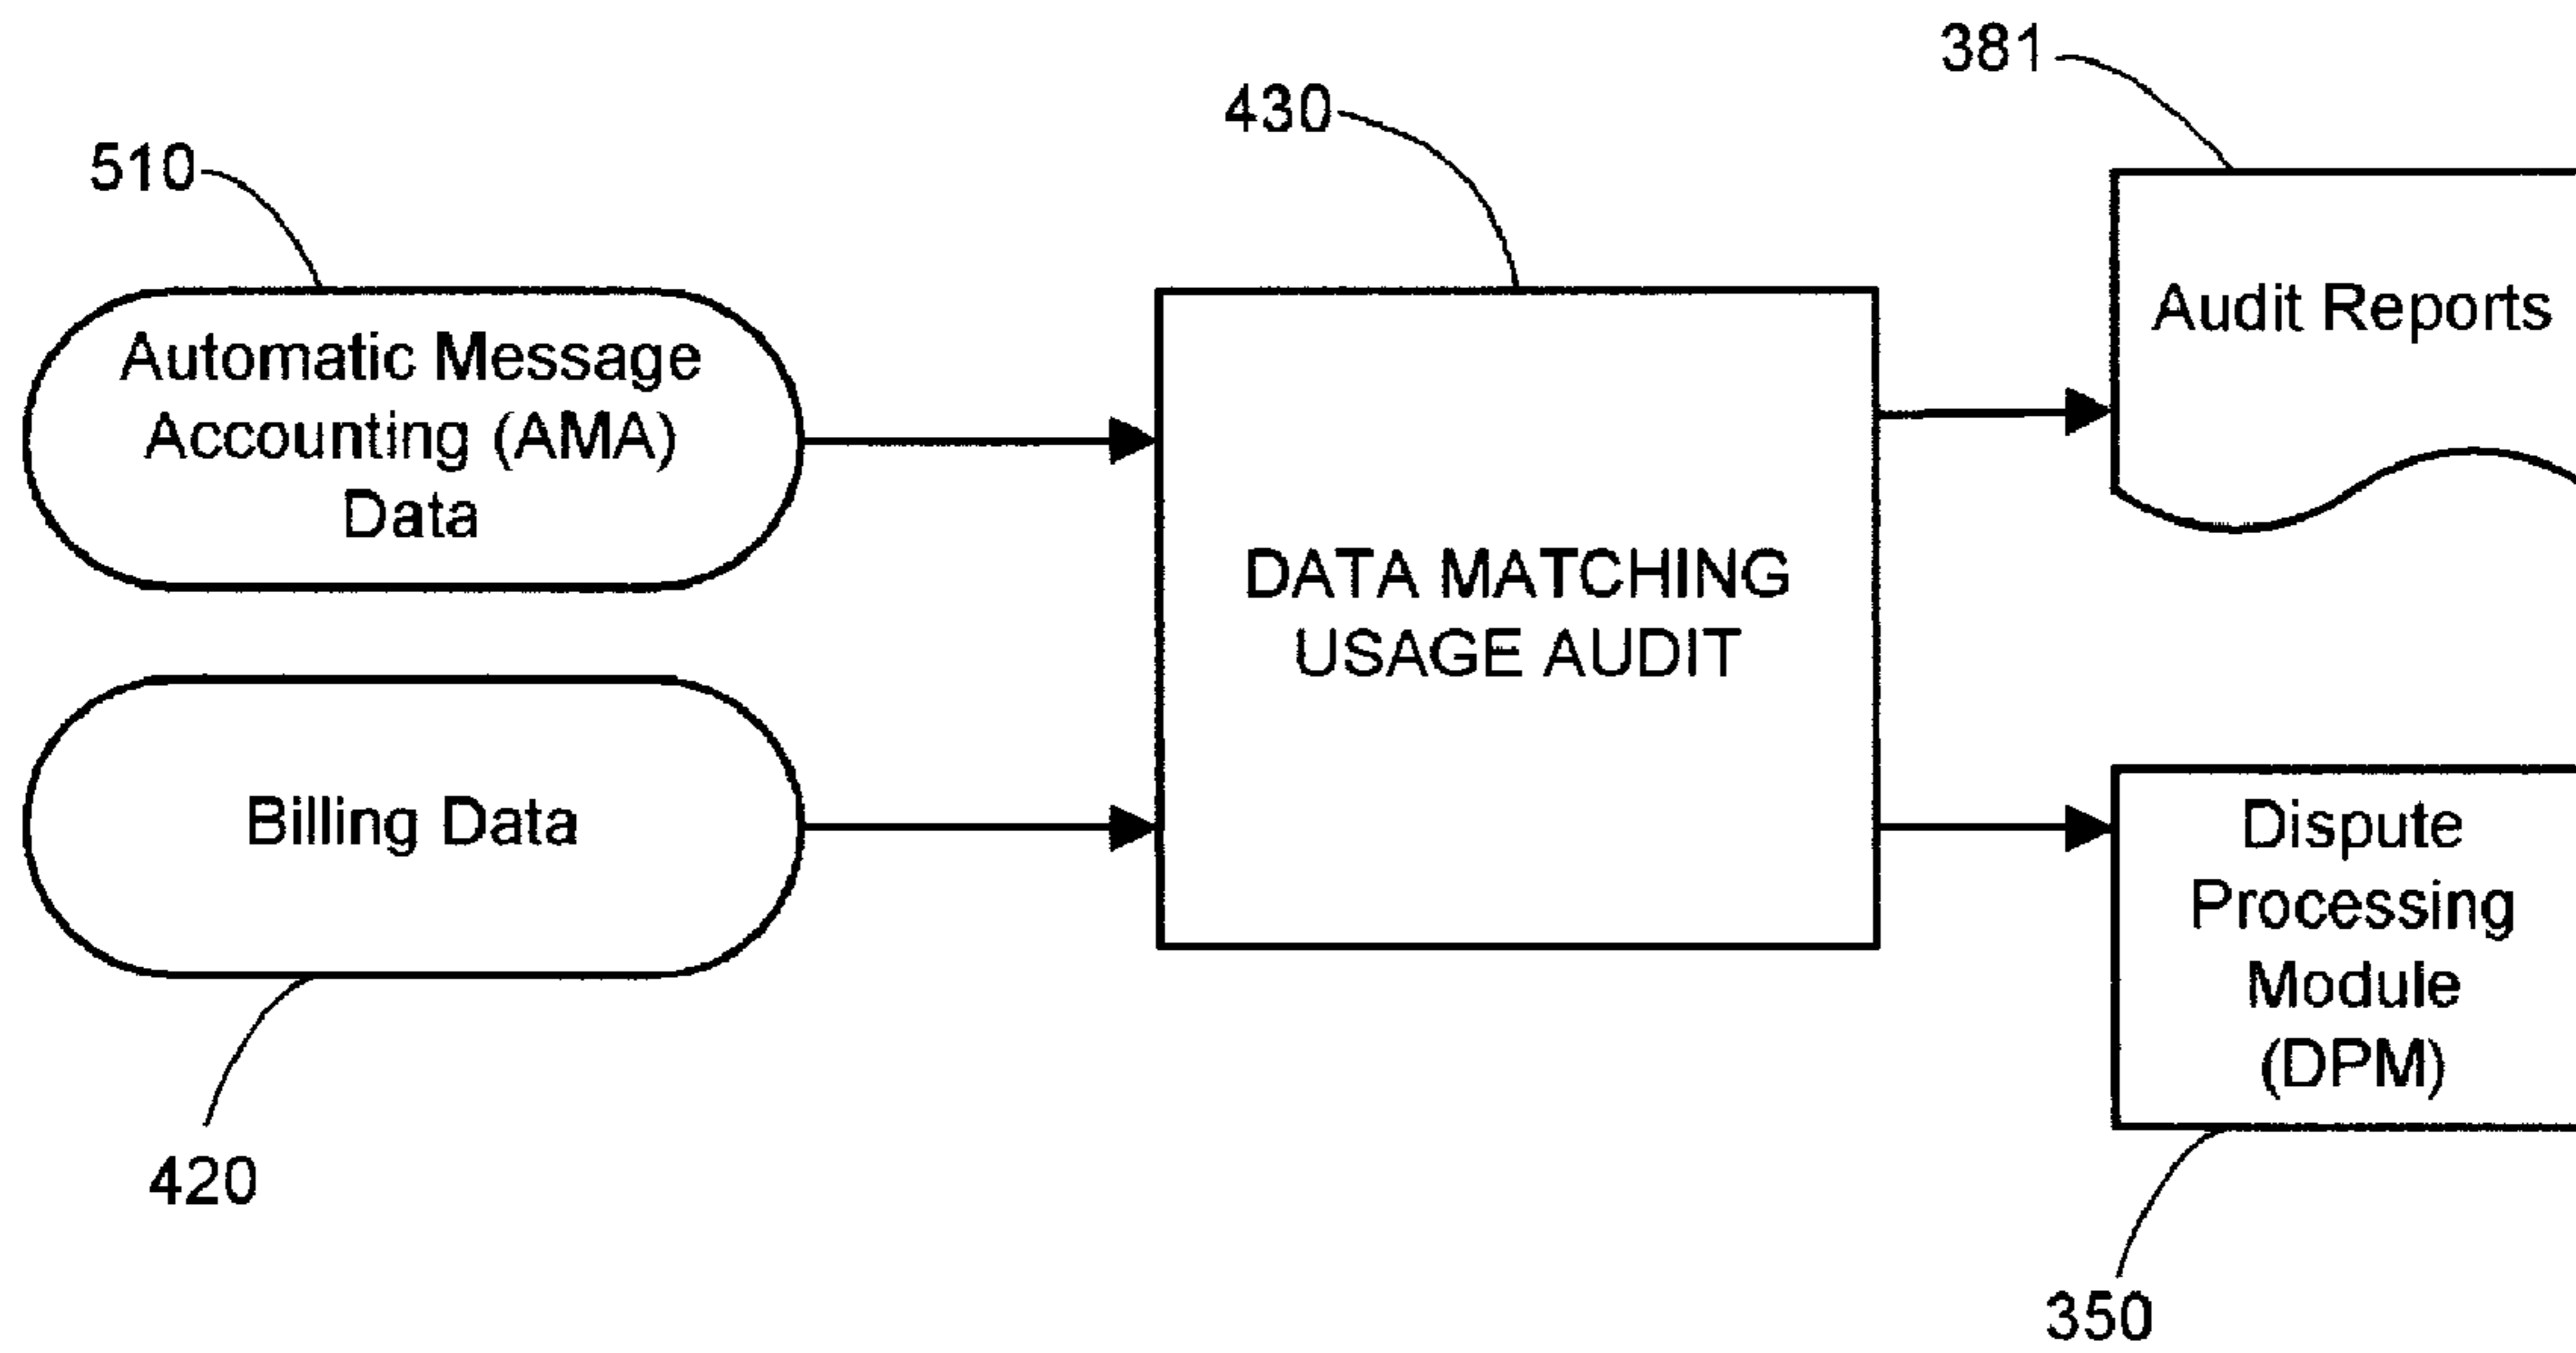 381
430
510
Automatic Message
Accounting (AMA)
Data
Audit Reports
DATA MATCHING
USAGE AUDIT
Billing Data
Dispute
Processing
Module
(DPM)
420
350